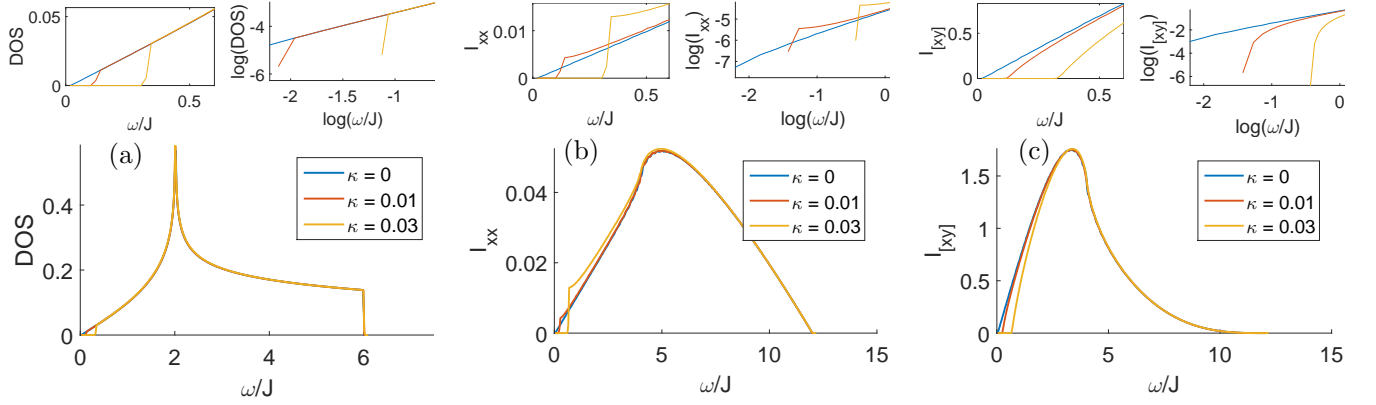 0.05
DOS
0
0
0.5
ω/J
log(DOS)
-4
-6
-2
-1.5
-1
log(ω/J)
0.01
I_xx
0
0
0.5
ω/J
log(I_xx)
-5
-6
-7
-2
-1
0
log(ω/J)
1
I_[xy]
0
0
0.5
ω/J
log(I_[xy])
-2
-4
-6
-2
-1
0
log(ω/J)
(a)
κ = 0
κ = 0.01
κ = 0.03
DOS
0.4
0.2
0
0
2
4
6
ω/J
(b)
κ = 0
κ = 0.01
κ = 0.03
I_xx
0.04
0.02
0
0
5
10
15
ω/J
(c)
κ = 0
κ = 0.01
κ = 0.03
I_[xy]
1.5
1
0.5
0
0
5
10
15
ω/J